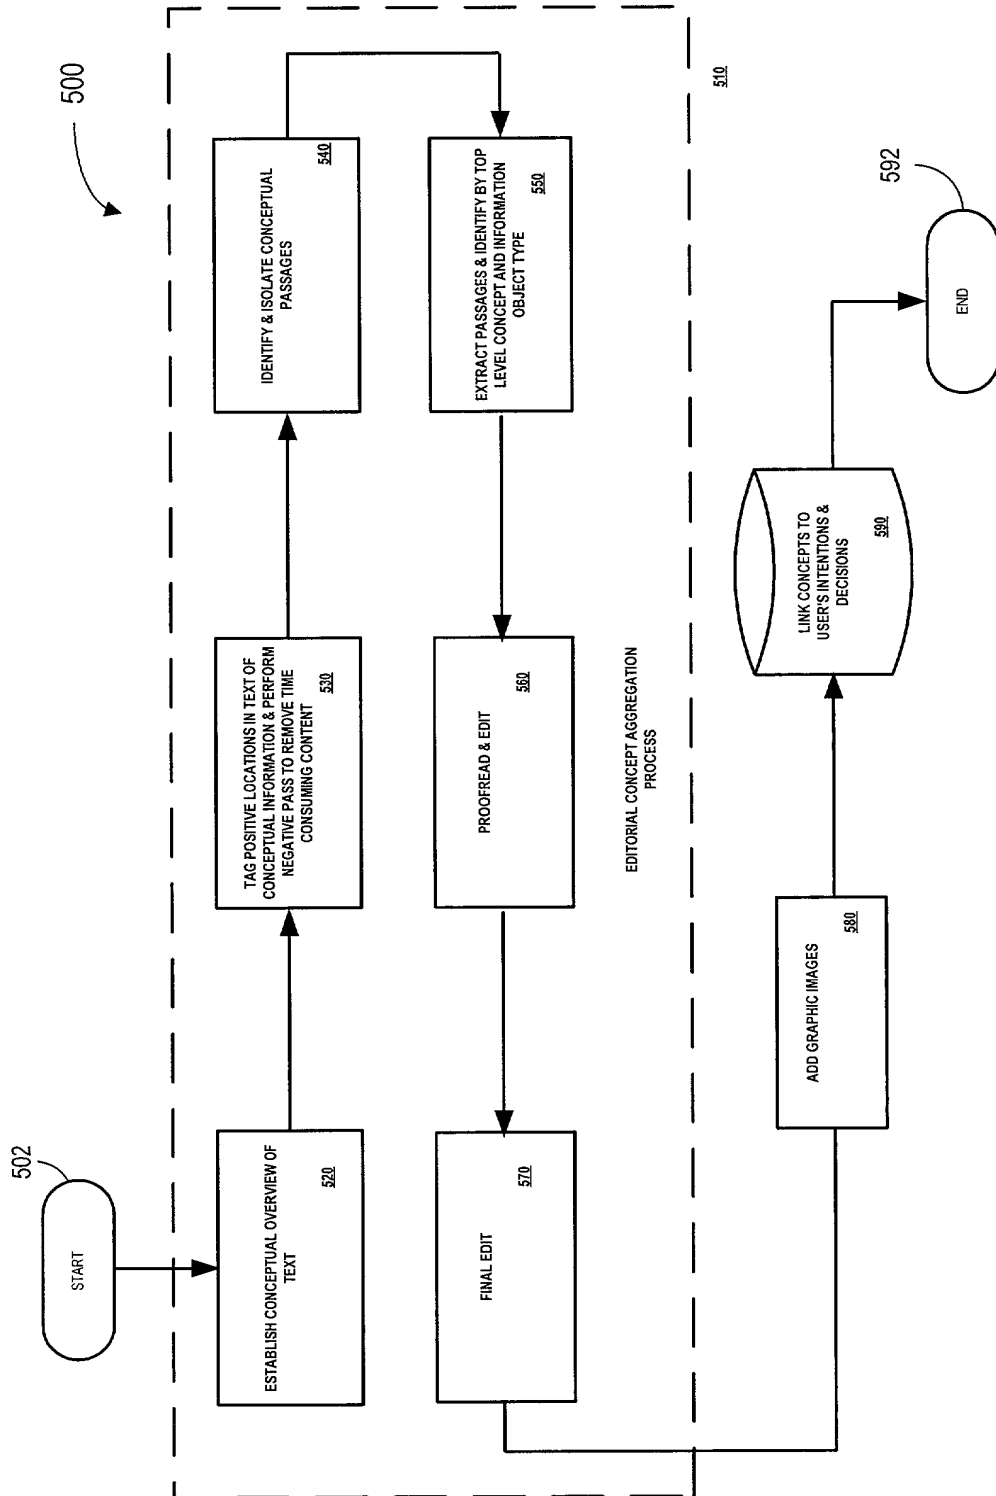 500
502
START
ESTABLISH CONCEPTUAL OVERVIEW OF
TEXT
520
TAG POSITIVE LOCATIONS IN TEXT OF
CONCEPTUAL INFORMATION & PERFORM
NEGATIVE PASS TO REMOVE TIME
CONSUMING CONTENT
530
IDENTIFY & ISOLATE CONCEPTUAL
PASSAGES
540
EXTRACT PASSAGES & IDENTIFY BY TOP
LEVEL CONCEPT AND INFORMATION
OBJECT TYPE
550
PROOFREAD & EDIT
560
FINAL EDIT
570
EDITORIAL CONCEPT AGGREGATION
PROCESS
510
ADD GRAPHIC IMAGES
580
LINK CONCEPTS TO
USER'S INTENTIONS &
DECISIONS
590
592
END